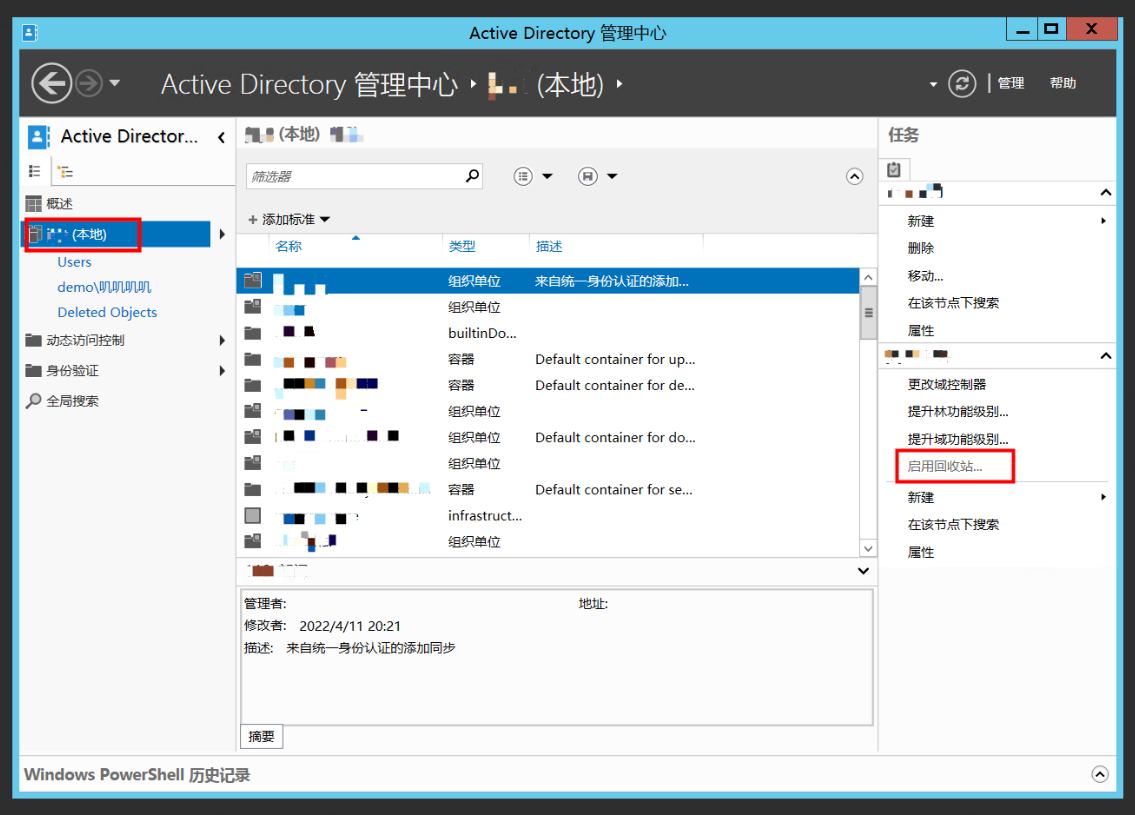 Active Directory 管理中心
Active Directory 管理中心 (本地) 管理 帮助
Active Director...
概述
(本地)
Users
demo\叽叽叽叽
Deleted Objects
动态访问控制
身份验证
全局搜索
(本地)
筛选器
添加标准
名称 类型 描述
组织单位 来自统一身份认证的添加...
组织单位
builtinDo...
容器 Default container for up...
容器 Default container for de...
组织单位
组织单位 Default container for do...
组织单位
容器 Default container for se...
infrastruct...
组织单位
管理者: 地址:
修改者: 2022/4/11 20:21
描述: 来自统一身份认证的添加同步
摘要
任务
新建
删除
移动...
在该节点下搜索
属性
更改域控制器
提升林功能级别...
提升域功能级别...
启用回收站...
新建
在该节点下搜索
属性
Windows PowerShell 历史记录